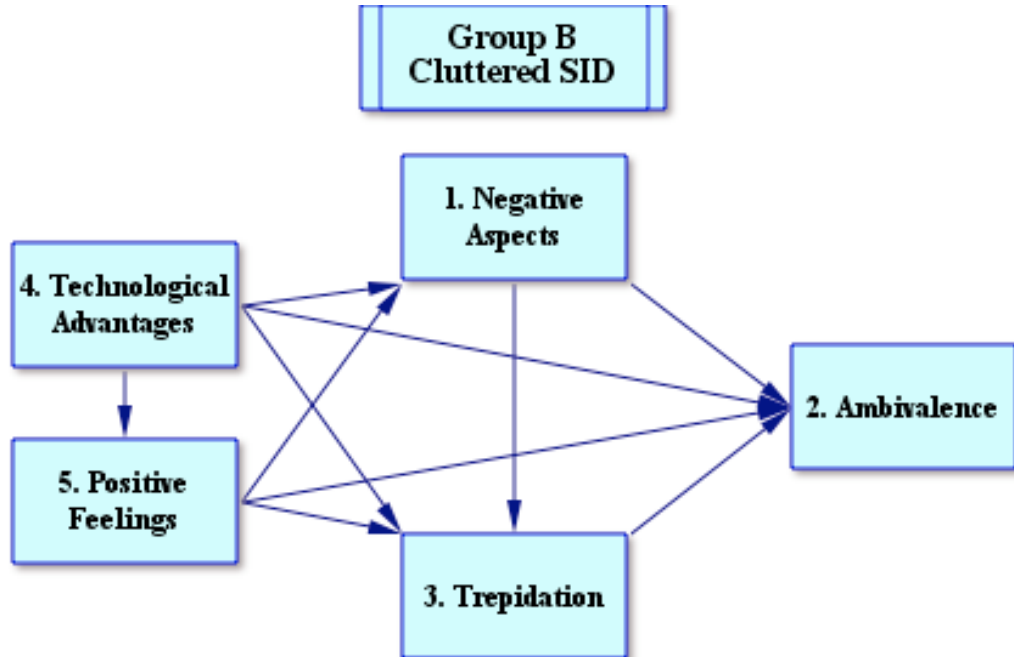 Group B
Cluttered SID
1. Negative
Aspects
4. Technological
Advantages
2. Ambivalence
5. Positive
Feelings
3. Trepidation